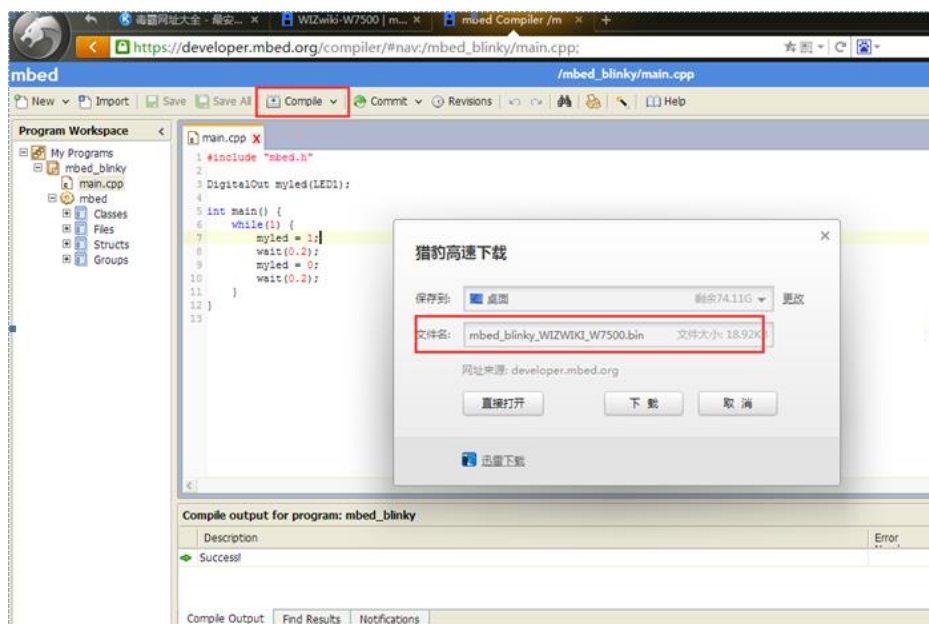 毒霸网址大全 - 最安... × WIZwiki-W7500 | m... × mbed Compiler /m × +
https://developer.mbed.org/compiler/#nav:/mbed_blinky/main.cpp;
mbed /mbed_blinky/main.cpp
New Import Save Save All Compile Commit Revisions Help
Program Workspace <
main.cpp X
My Programs
mbed_blinky
main.cpp
mbed
Classes
Files
Structs
Groups
1 #include "mbed.h"
2
3 DigitalOut myled(LED1);
4
5 int main() {
6 while(1) {
7 myled = 1;
8 wait(0.2);
9 myled = 0;
10 wait(0.2);
11 }
12 }
13
猎豹高速下载 ×
保存到: 桌面 剩余74.11G 更改
文件名: mbed_blinky_WIZWIKI_W7500.bin 文件大小: 18.92K
网址来源: developer.mbed.org
直接打开 下 载 取 消
迅雷下载
Compile output for program: mbed_blinky
Description Error
Success!
Compile Output Find Results Notifications